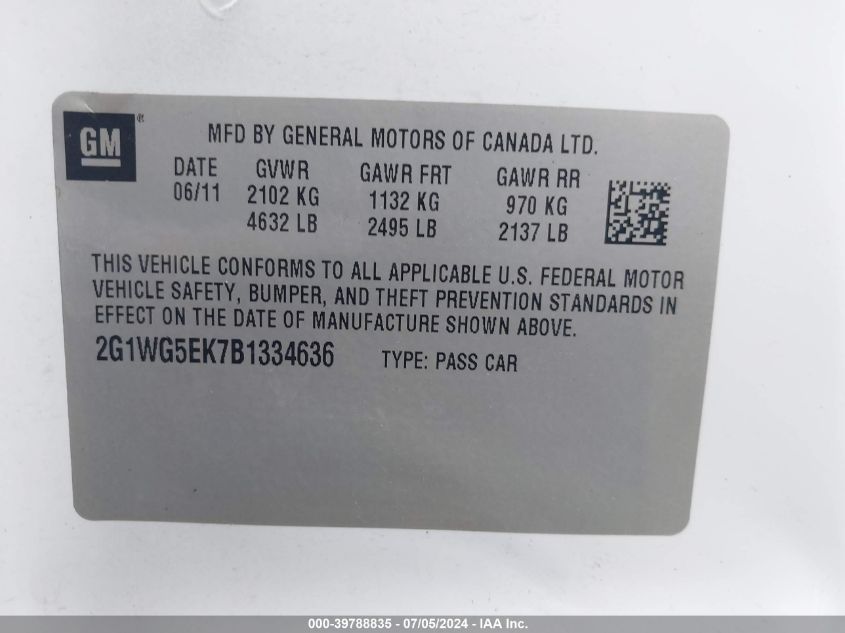 GM®
MFD BY GENERAL MOTORS OF CANADA LTD.
DATE GVWR GAWR FRT GAWR RR
06/11 2102 KG 1132 KG 970 KG
4632 LB 2495 LB 2137 LB
THIS VEHICLE CONFORMS TO ALL APPLICABLE U.S. FEDERAL MOTOR
VEHICLE SAFETY, BUMPER, AND THEFT PREVENTION STANDARDS IN
EFFECT ON THE DATE OF MANUFACTURE SHOWN ABOVE.
2G1WG5EK7B1334636 TYPE: PASS CAR
000-39788835 - 07/05/2024 - IAA Inc.